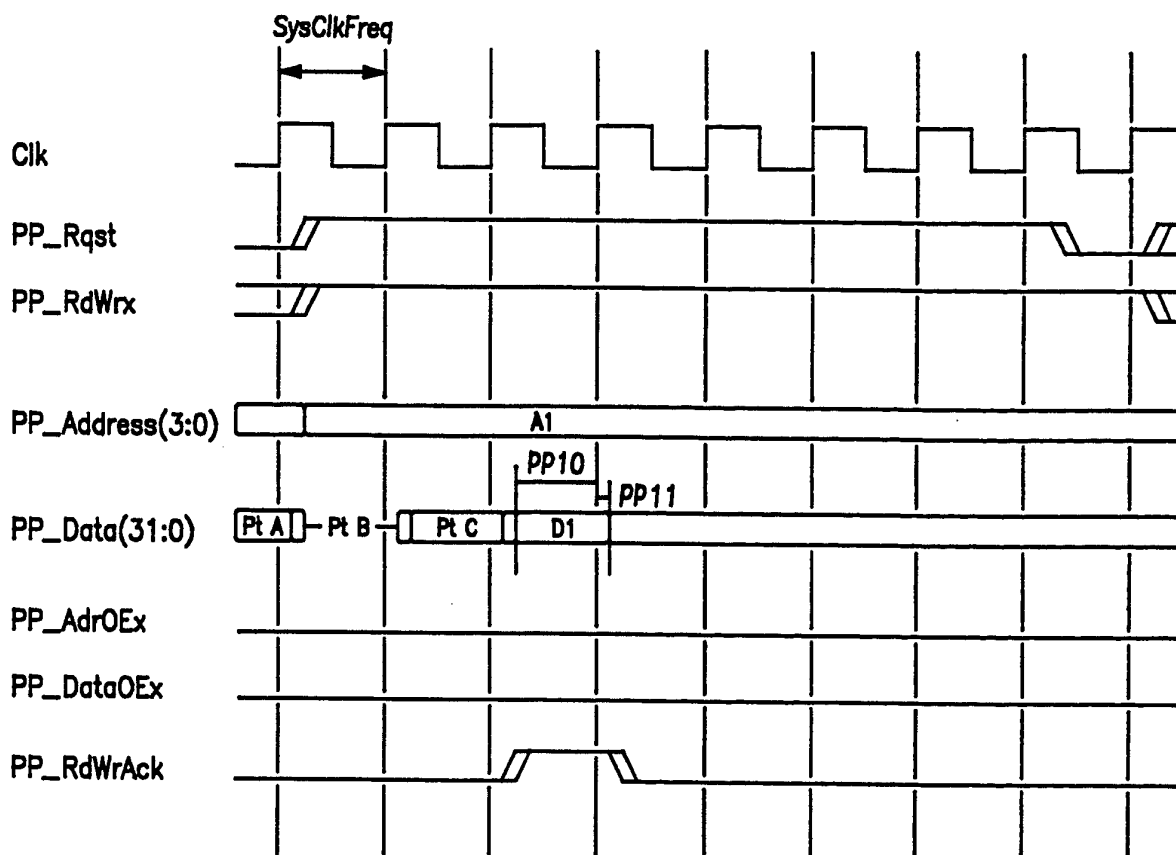 SysClkFreq
Clk
PP_Rqst
PP_RdWrx
PP_Address(3:0)
A1
PP10
PP11
PP_Data(31:0)
Pt A
Pt B
Pt C
D1
PP_AdrOEx
PP_DataOEx
PP_RdWrAck